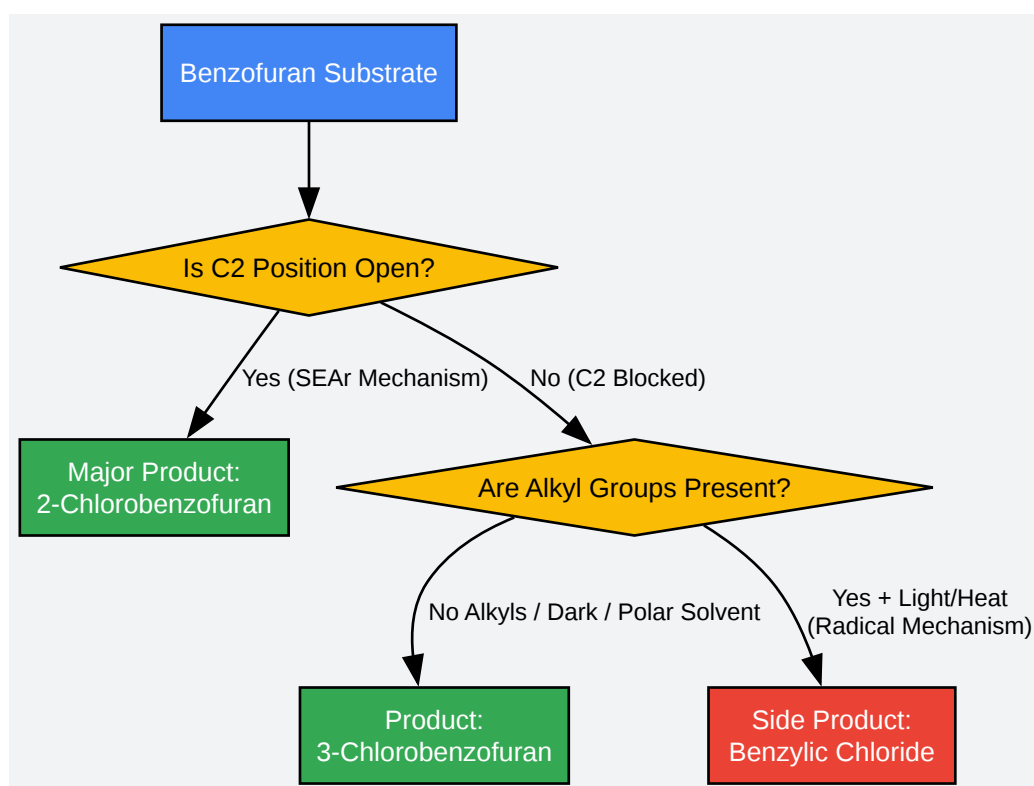 Benzofuran Substrate
Is C2 Position Open?
Yes (SEAr Mechanism)
No (C2 Blocked)
Major Product:
2-Chlorobenzofuran
Are Alkyl Groups Present?
No Alkyls / Dark / Polar Solvent
Yes + Light/Heat
(Radical Mechanism)
Product:
3-Chlorobenzofuran
Side Product:
Benzylic Chloride